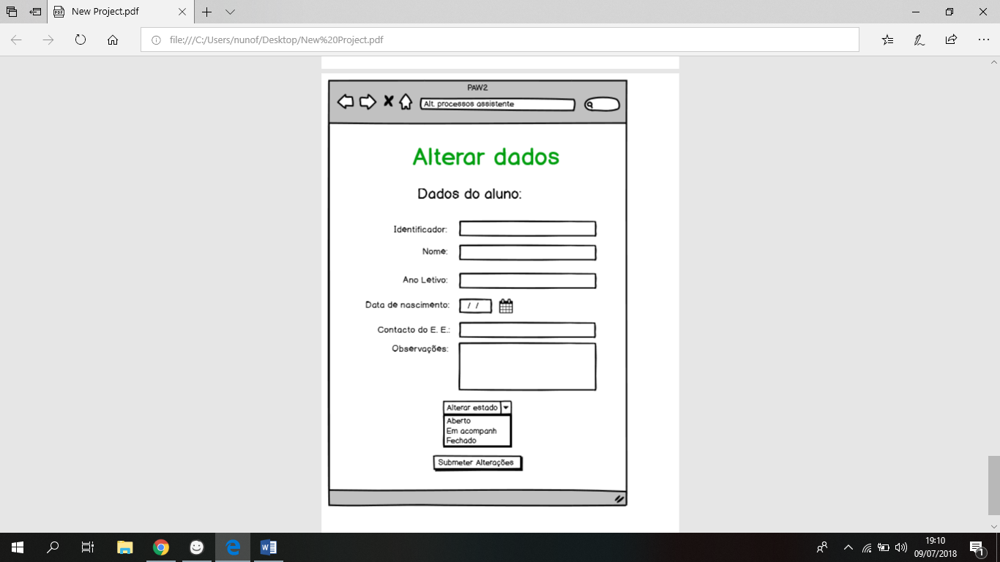 New Project.pdf
file:///C:/Users/nunof/Desktop/New%20Project.pdf
PAW2
Alt. processos assistente
Alterar dados
Dados do aluno:
Identificador:
Nome:
Ano Letivo:
Data de nascimento: / /
Contacto do E. E.:
Observações:
Alterar estado
Aberto
Em acompanh
Fechado
Submeter Alterações
19:10
09/07/2018
1